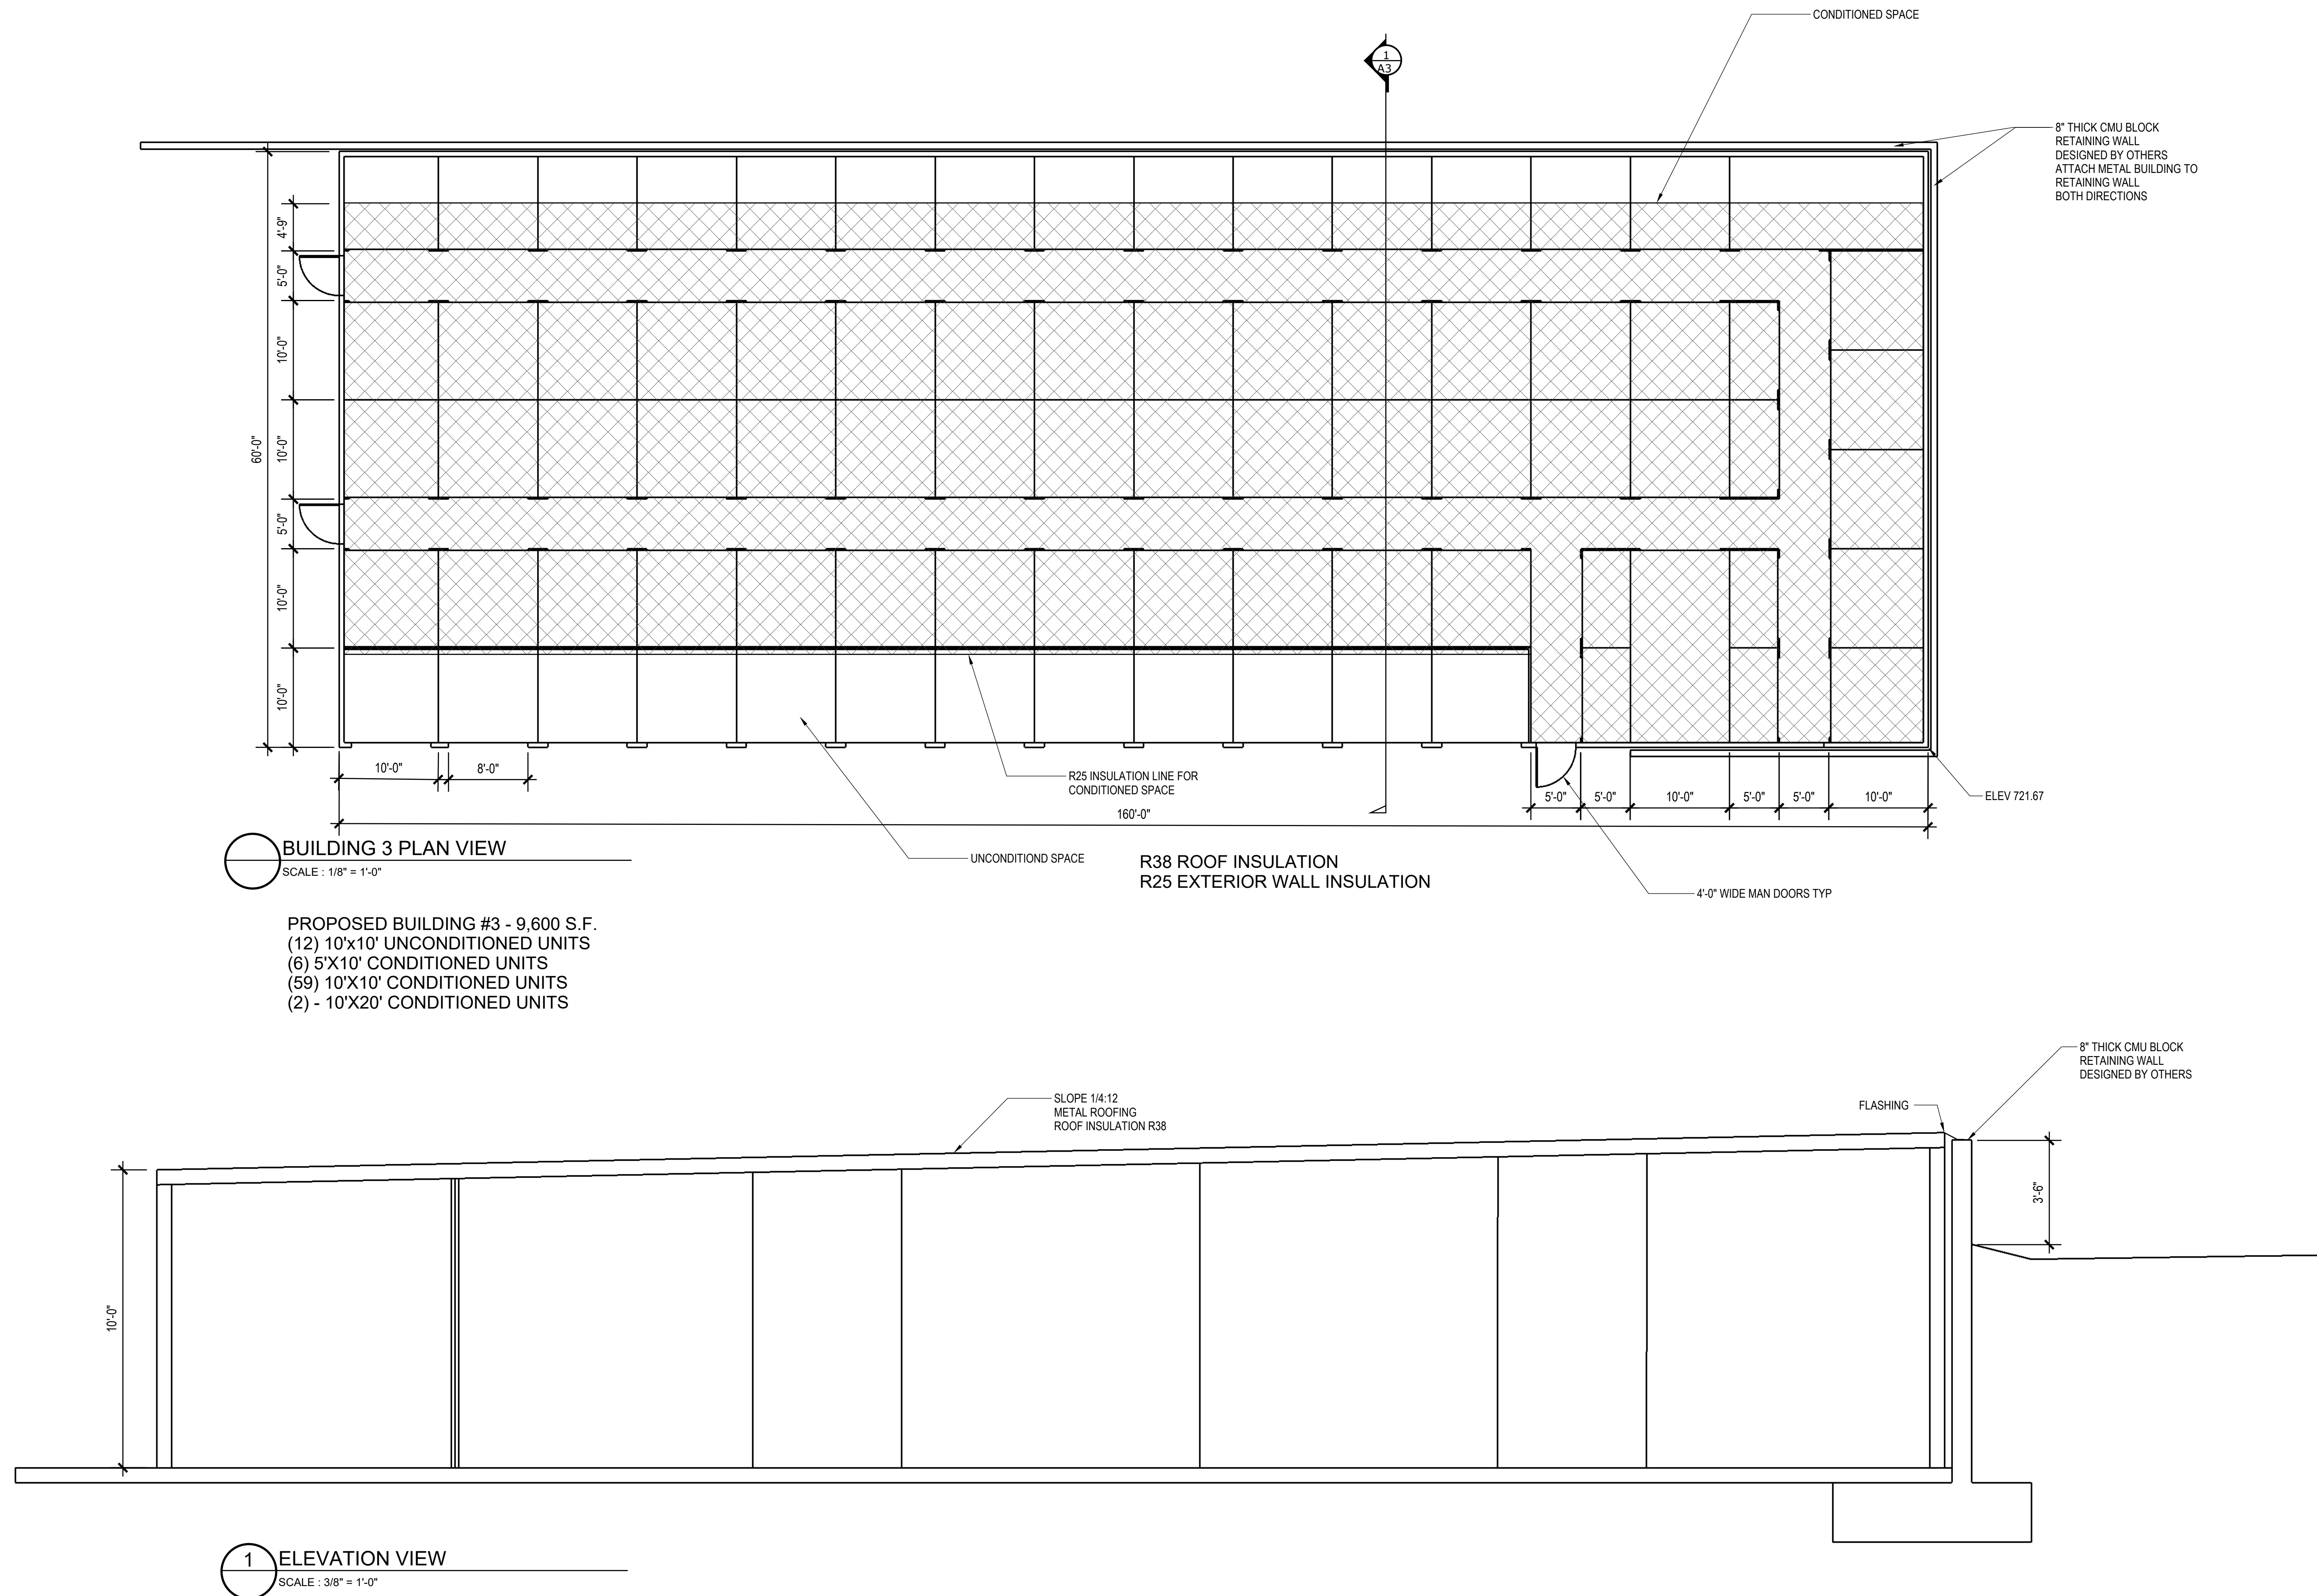 CONDITIONED SPACE
1
A3
8" THICK CMU BLOCK
RETAINING WALL
DESIGNED BY OTHERS
ATTACH METAL BUILDING TO
RETAINING WALL
BOTH DIRECTIONS
4'-9"
5'-0"
10'-0"
60'-0"
10'-0"
5'-0"
10'-0"
10'-0"
10'-0"
8'-0"
R25 INSULATION LINE FOR
CONDITIONED SPACE
5'-0"
5'-0"
10'-0"
5'-0"
5'-0"
10'-0"
ELEV 721.67
160'-0"
BUILDING 3 PLAN VIEW
SCALE : 1/8" = 1'-0"
UNCONDITIOND SPACE
R38 ROOF INSULATION
R25 EXTERIOR WALL INSULATION
4'-0" WIDE MAN DOORS TYP
PROPOSED BUILDING #3 - 9,600 S.F.
(12) 10'x10' UNCONDITIONED UNITS
(6) 5'X10' CONDITIONED UNITS
(59) 10'X10' CONDITIONED UNITS
(2) - 10'X20' CONDITIONED UNITS
8" THICK CMU BLOCK
RETAINING WALL
DESIGNED BY OTHERS
SLOPE 1/4:12
METAL ROOFING
ROOF INSULATION R38
FLASHING
3'-6"
10'-0"
1
ELEVATION VIEW
SCALE : 3/8" = 1'-0"